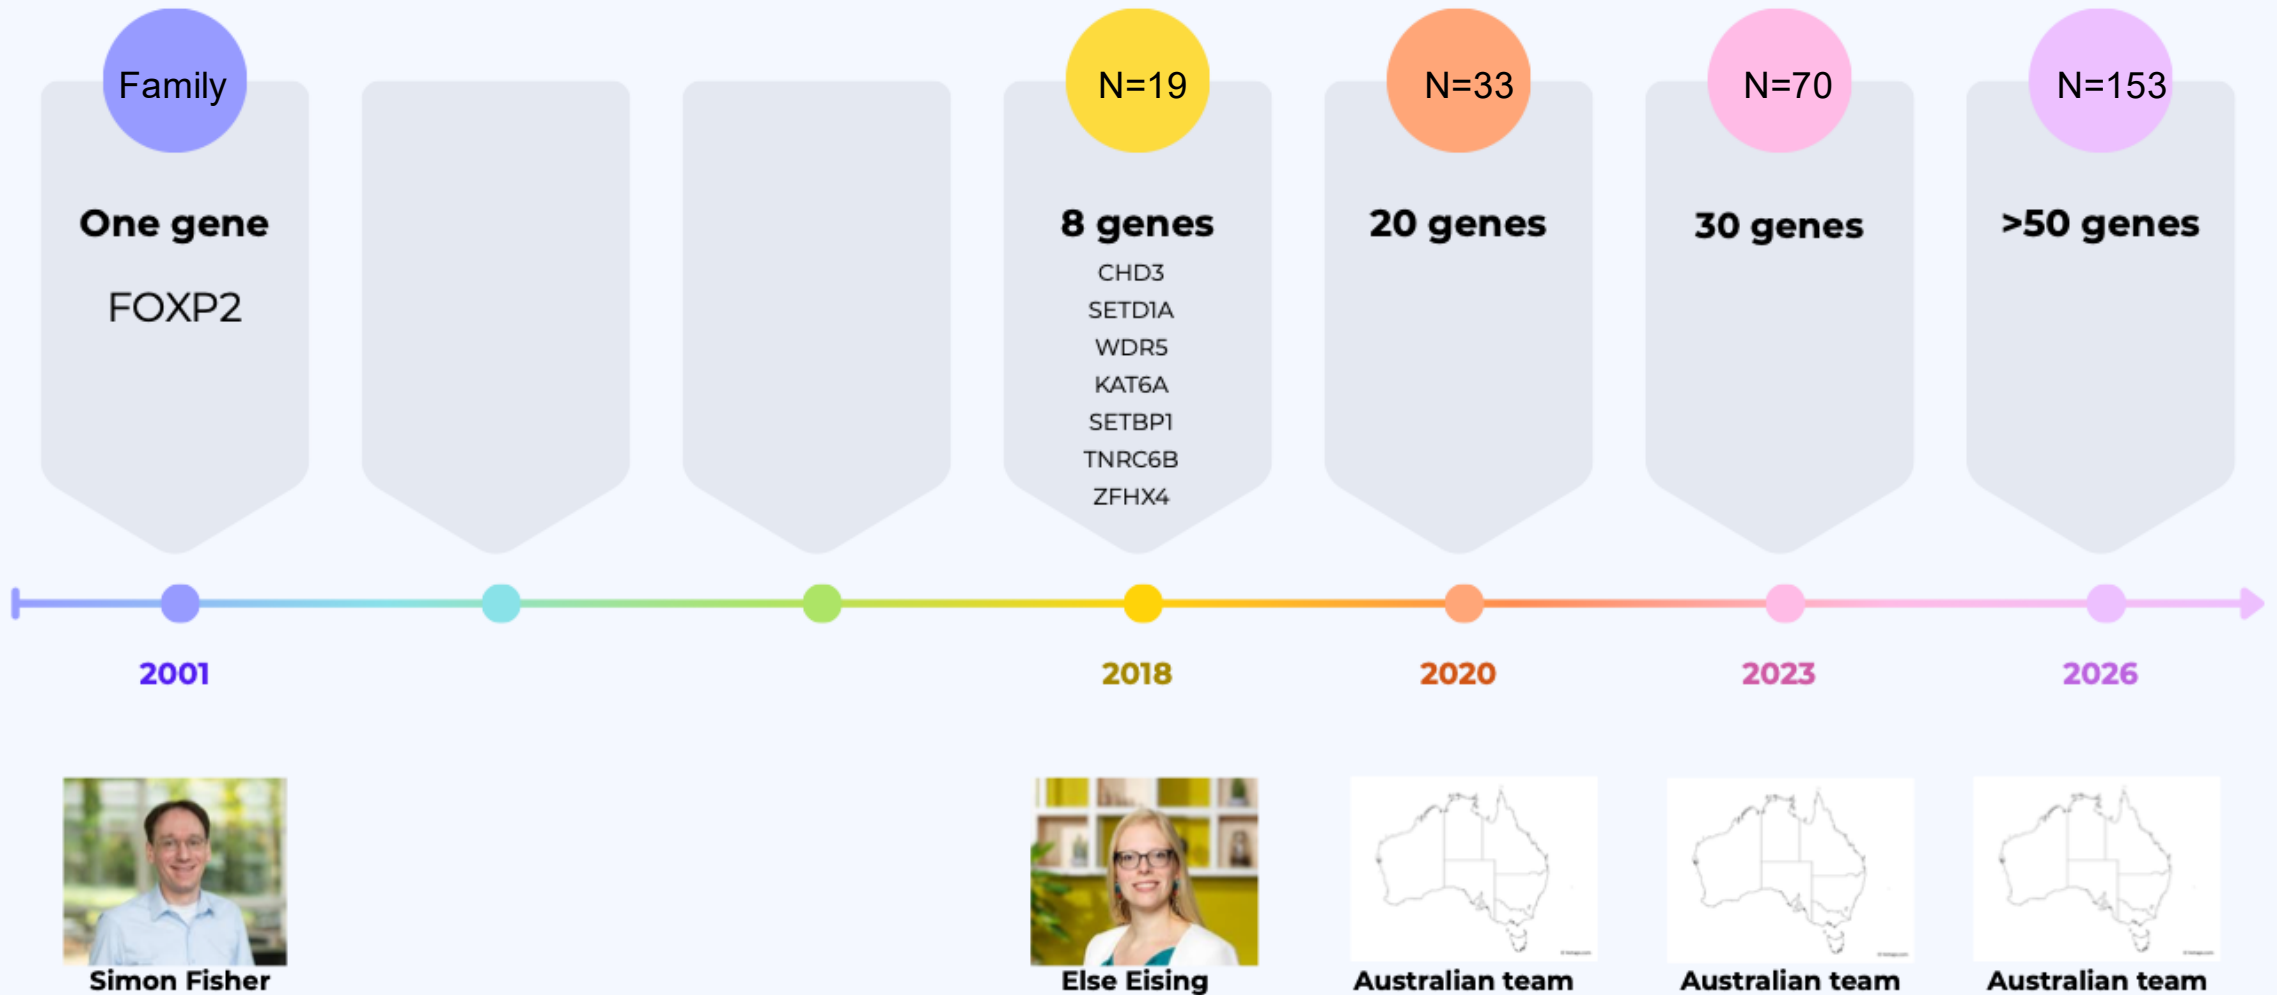 Family
N=19
N=33
N=70
N=153
One gene
FOXP2
8 genes
CHD3
SETD1A
WDR5
KAT6A
SETBP1
TNRC6B
ZFHX4
20 genes
30 genes
>50 genes
2001
2018
2020
2023
2026
Simon Fisher
Else Eising
Australian team
Australian team
Australian team